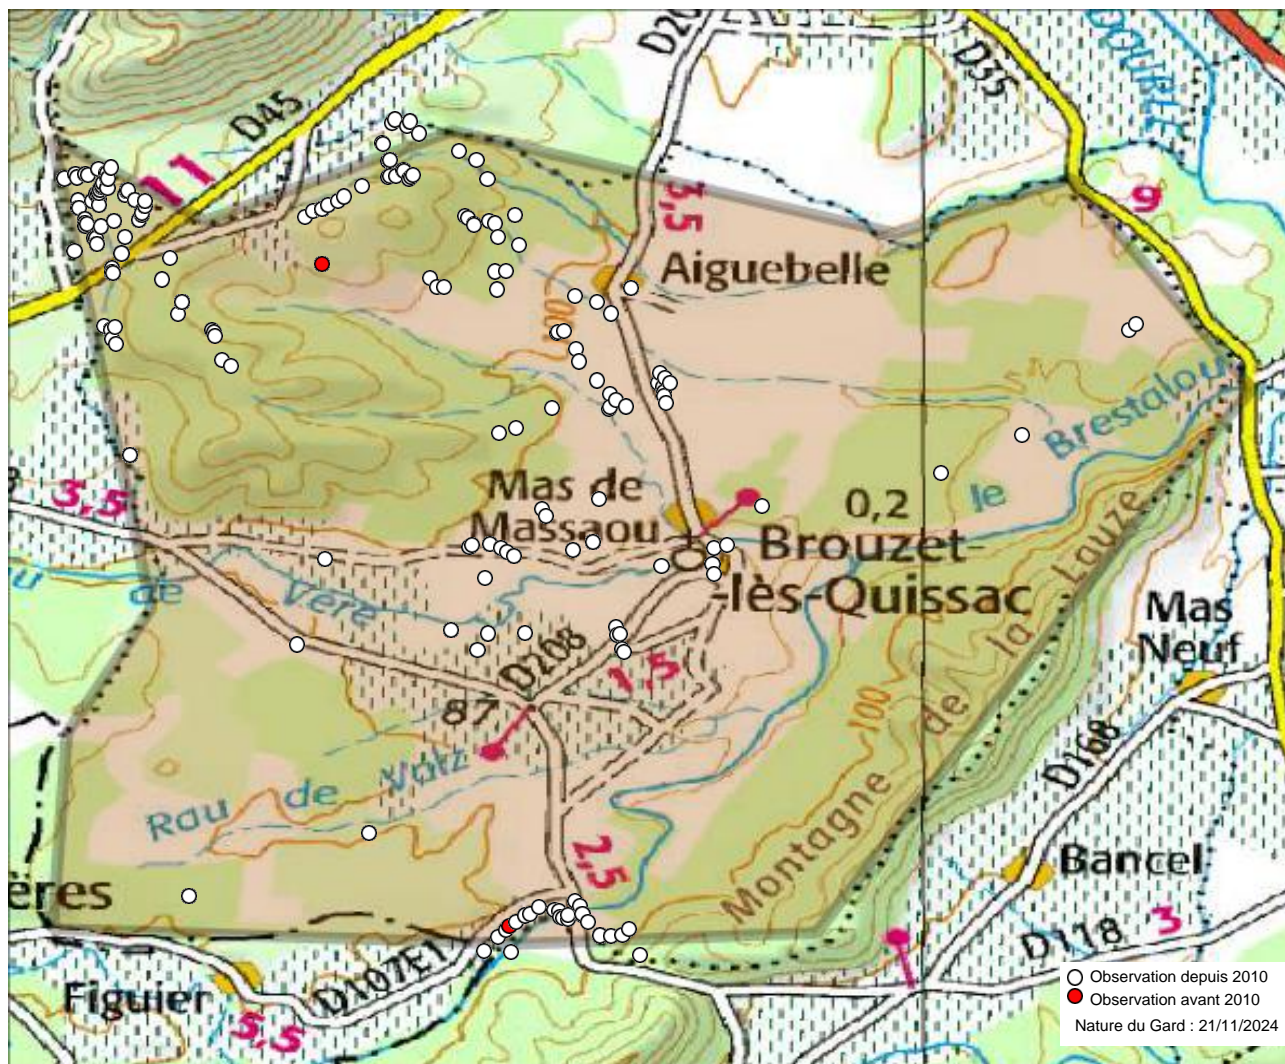 D20
D35
DOURIE
D45
11
3,5
9
Aiguebelle
100
Brestalou
le
3,5
Mas de
Massaou
0,2
Brouzet-
-lès-Quissac
de
Vère
Montagne
de
la
Lauze
Mas
Neuf
D208
1,5
87
100
D168
Rau de Valz
2,5
Bancel
ères
D118
3
D107E1
Figuier
5,5
Observation depuis 2010
Observation avant 2010
Nature du Gard : 21/11/2024